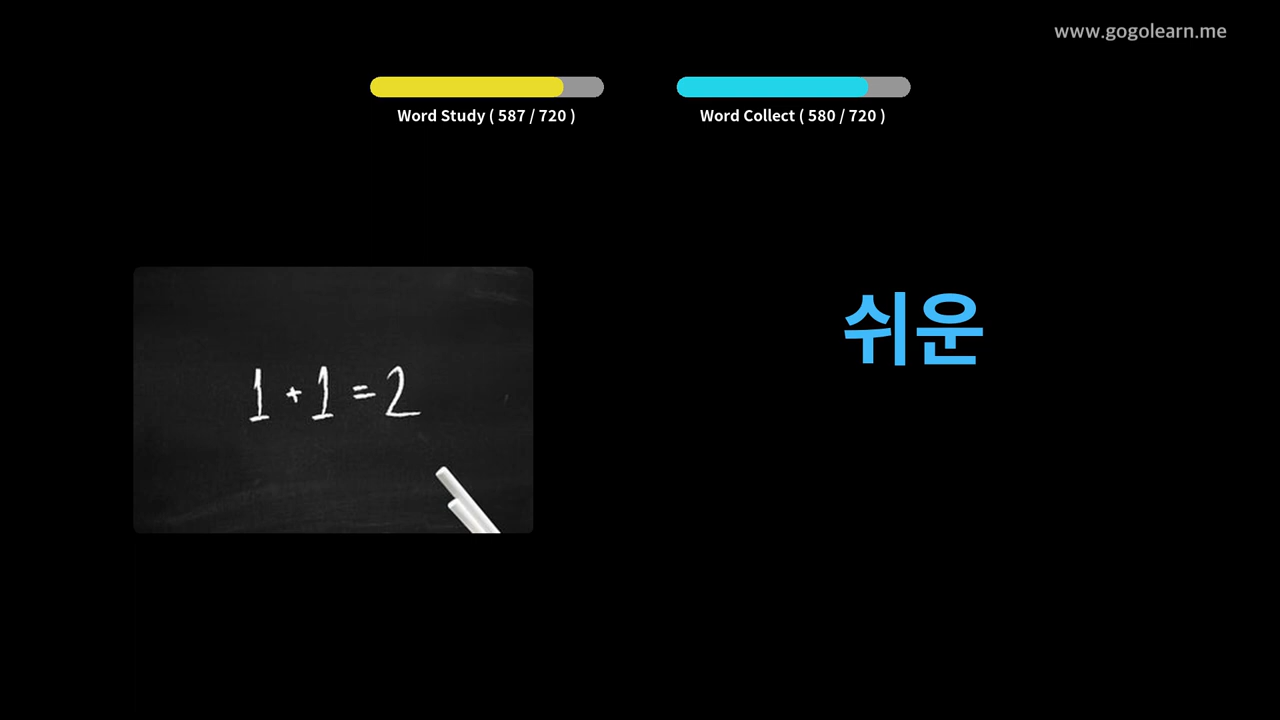 www.gogolearn.me
Word Study ( 587 / 720 )
Word Collect ( 580 / 720 )
쉬운
1 + 1 = 2